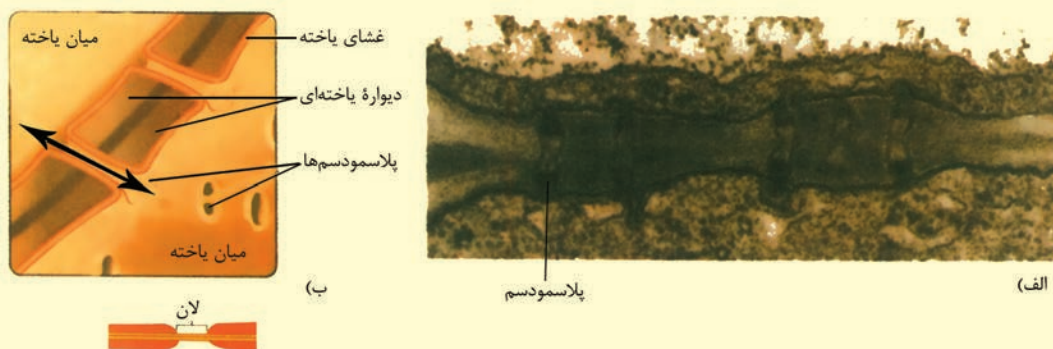 میان یاخته
غشای یاخته
دیوارهٔ یاخته‌ای
پلاسمودسم‌ها
میان یاخته
ب)
پلاسمودسم
الف)
لان